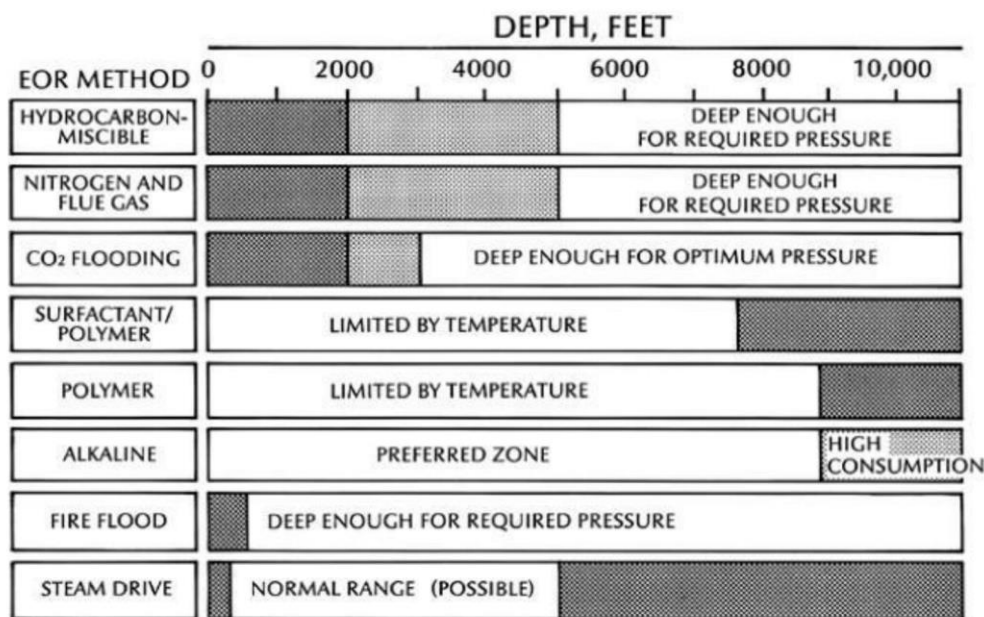 DEPTH, FEET
EOR METHOD
0 2000 4000 6000 8000 10,000
HYDROCARBON-
MISCIBLE
DEEP ENOUGH
FOR REQUIRED PRESSURE
NITROGEN AND
FLUE GAS
DEEP ENOUGH
FOR REQUIRED PRESSURE
CO₂ FLOODING
DEEP ENOUGH FOR OPTIMUM PRESSURE
SURFACTANT/
POLYMER
LIMITED BY TEMPERATURE
POLYMER
LIMITED BY TEMPERATURE
ALKALINE
PREFERRED ZONE
HIGH
CONSUMPTION
FIRE FLOOD
DEEP ENOUGH FOR REQUIRED PRESSURE
STEAM DRIVE
NORMAL RANGE (POSSIBLE)